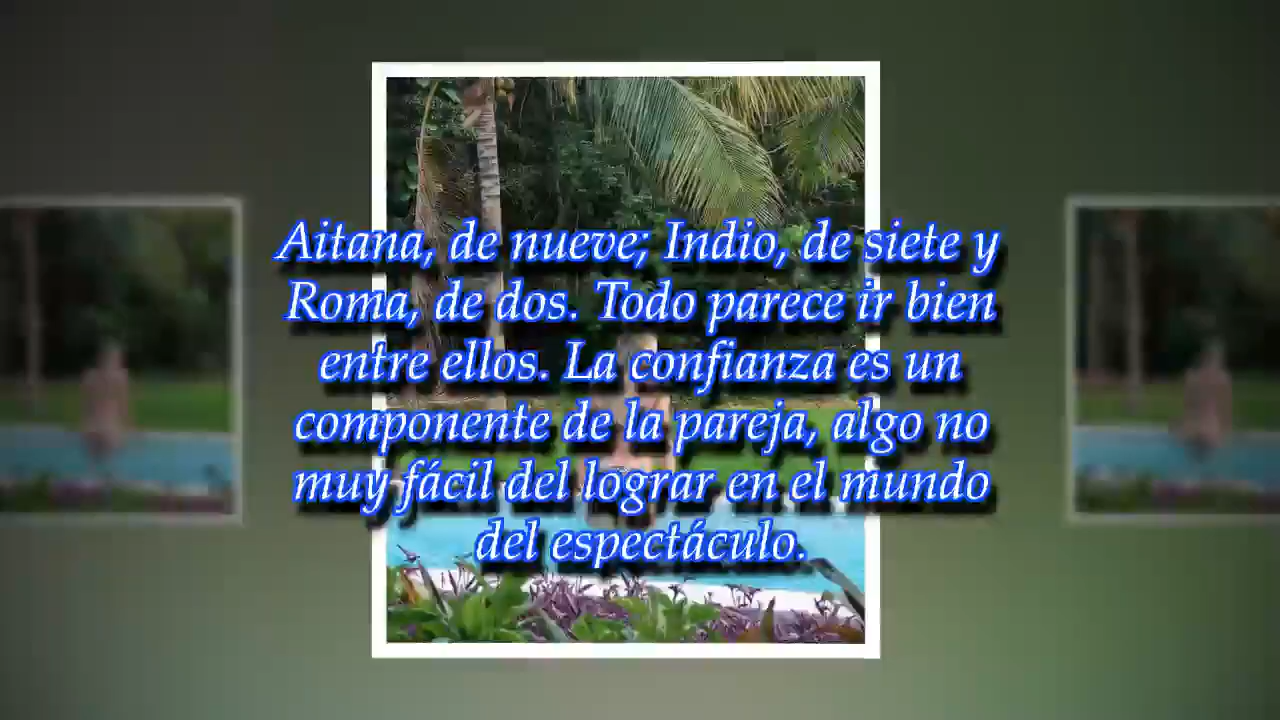 Aitana, de nueve; Indio, de siete y
Roma, de dos. Todo parece ir bien
entre ellos. La confianza es un
componente de la pareja, algo no
muy fácil del lograr en el mundo
del espectáculo.